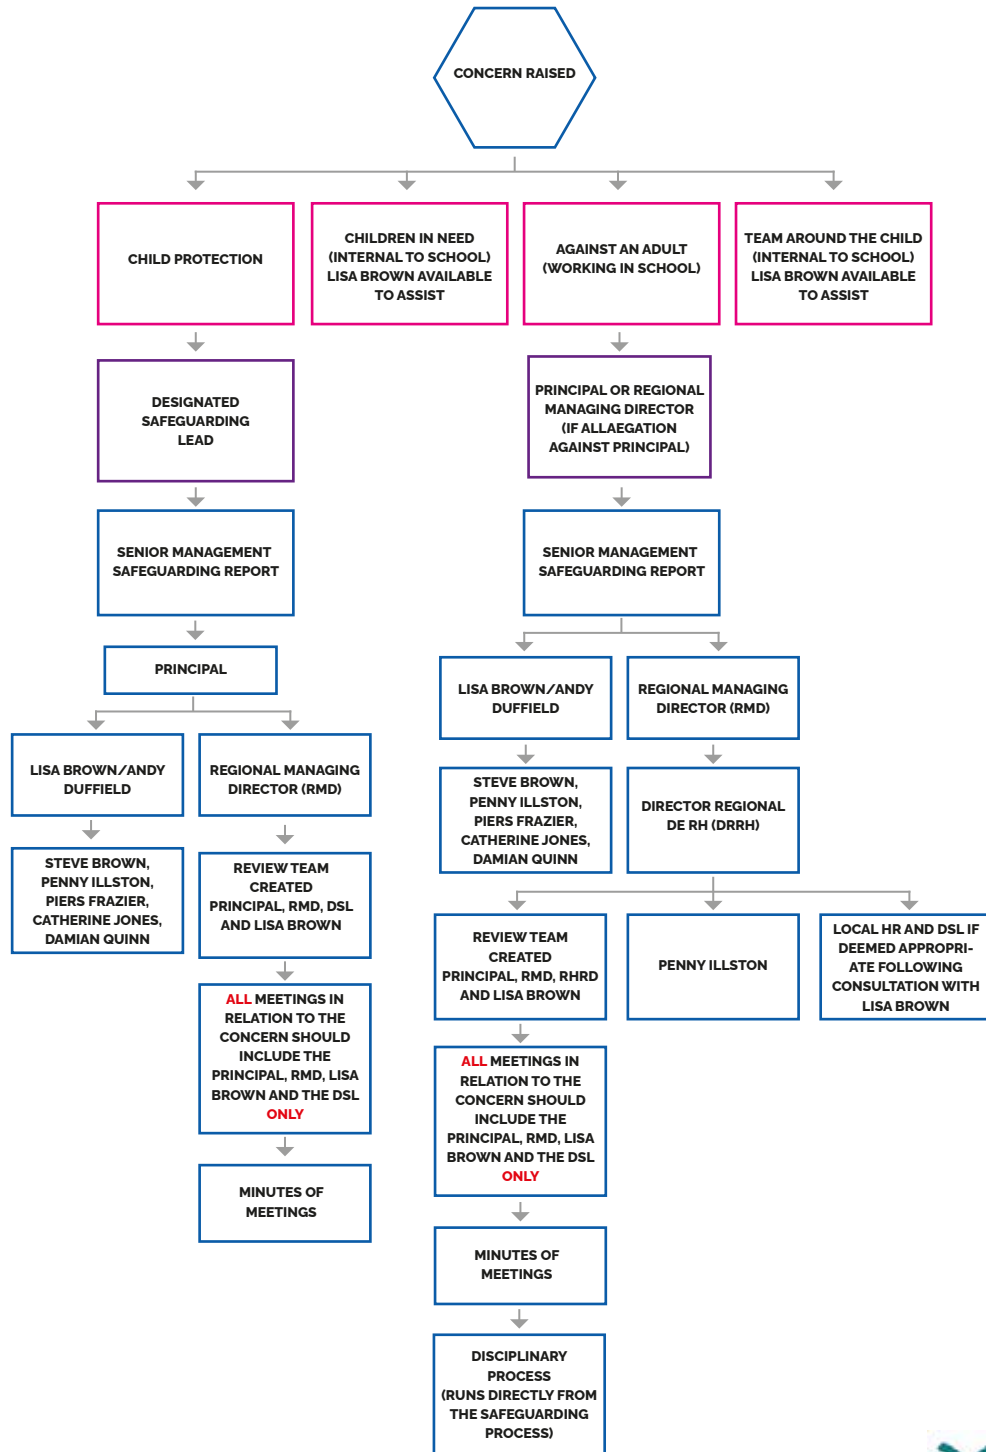 CONCERN RAISED
CHILD PROTECTION
CHILDREN IN NEED
(INTERNAL TO SCHOOL)
LISA BROWN AVAILABLE
TO ASSIST
AGAINST AN ADULT
(WORKING IN SCHOOL)
TEAM AROUND THE CHILD
(INTERNAL TO SCHOOL)
LISA BROWN AVAILABLE
TO ASSIST
DESIGNATED
SAFEGUARDING
LEAD
PRINCIPAL OR REGIONAL
MANAGING DIRECTOR
(IF ALLAEGATION
AGAINST PRINCIPAL)
SENIOR MANAGEMENT
SAFEGUARDING REPORT
SENIOR MANAGEMENT
SAFEGUARDING REPORT
PRINCIPAL
LISA BROWN/ANDY
DUFFIELD
REGIONAL MANAGING
DIRECTOR (RMD)
LISA BROWN/ANDY
DUFFIELD
REGIONAL MANAGING
DIRECTOR (RMD)
STEVE BROWN,
PENNY ILLSTON,
PIERS FRAZIER,
CATHERINE JONES,
DAMIAN QUINN
DIRECTOR REGIONAL
DE RH (DRRH)
STEVE BROWN,
PENNY ILLSTON,
PIERS FRAZIER,
CATHERINE JONES,
DAMIAN QUINN
REVIEW TEAM
CREATED
PRINCIPAL, RMD, DSL
AND LISA BROWN
REVIEW TEAM
CREATED
PRINCIPAL, RMD, RHRD
AND LISA BROWN
PENNY ILLSTON
LOCAL HR AND DSL IF
DEEMED APPROPRI-
ATE FOLLOWING
CONSULTATION WITH
LISA BROWN
ALL MEETINGS IN
RELATION TO THE
CONCERN SHOULD
INCLUDE THE
PRINCIPAL, RMD, LISA
BROWN AND THE DSL
ONLY
ALL MEETINGS IN
RELATION TO THE
CONCERN SHOULD
INCLUDE THE
PRINCIPAL, RMD, LISA
BROWN AND THE DSL
ONLY
MINUTES OF
MEETINGS
MINUTES OF
MEETINGS
DISCIPLINARY
PROCESS
(RUNS DIRECTLY FROM
THE SAFEGUARDING
PROCESS)